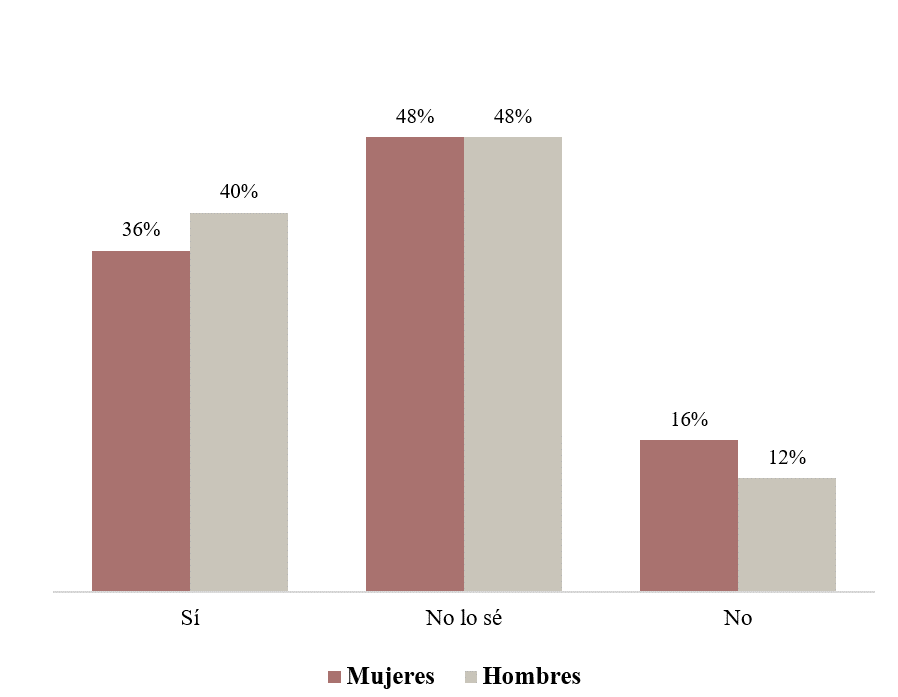 48% 48%
40%
36%
16%
12%
Sí No lo sé No
Mujeres Hombres